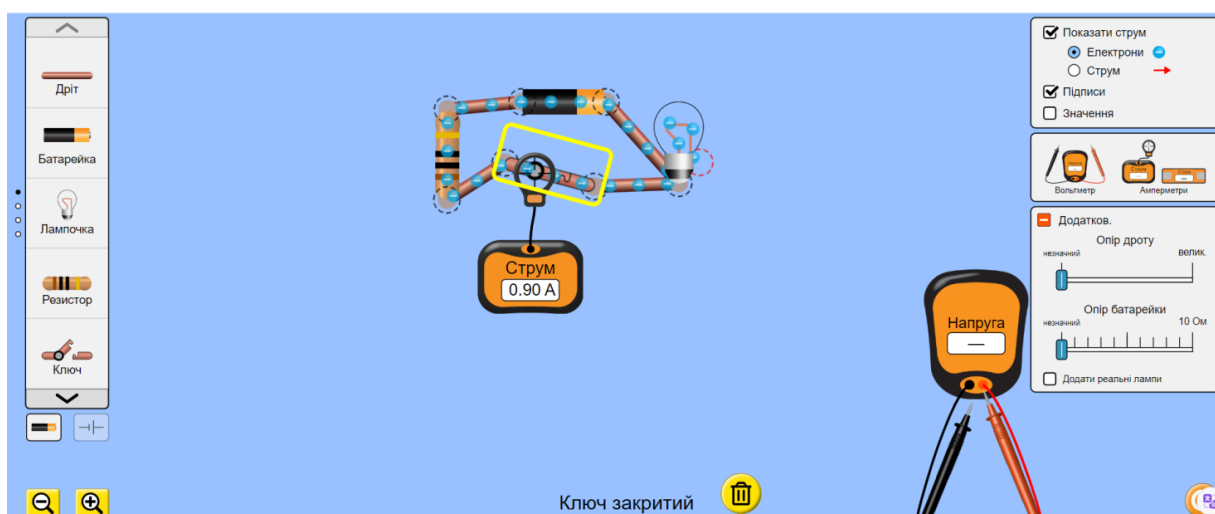 Дріт
Батарейка
Лампочка
Резистор
Ключ
Струм
0.90 А
Ключ закритий
Напруга
—
Показати струм
Електрони
Струм
Підписи
Значення
Вольтметр
Амперметри
Додатков.
Опір дроту
незначний
велик.
Опір батарейки
незначний
10 Ом
Додати реальні лампи